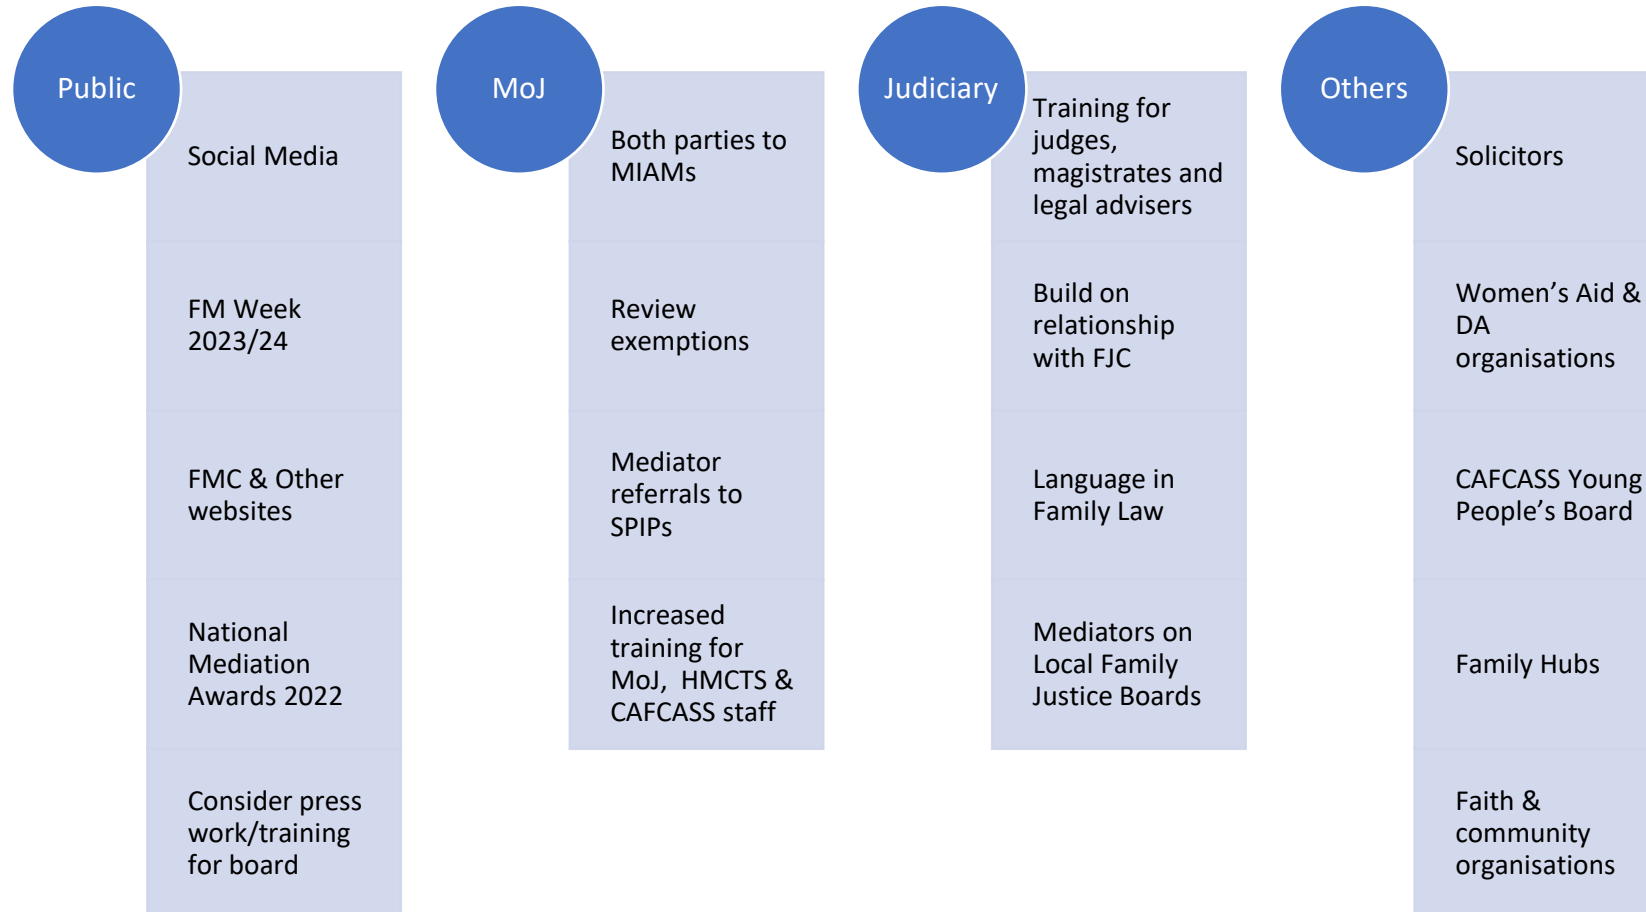 Public
Social Media
FM Week
2023/24
FMC & Other
websites
National
Mediation
Awards 2022
Consider press
work/training
for board
MoJ
Both parties to
MIAMs
Review
exemptions
Mediator
referrals to
SPIPs
Increased
training for
MoJ, HMCTS &
CAFCASS staff
Judiciary
Training for
judges,
magistrates and
legal advisers
Build on
relationship
with FJC
Language in
Family Law
Mediators on
Local Family
Justice Boards
Others
Solicitors
Women’s Aid &
DA
organisations
CAFCASS Young
People’s Board
Family Hubs
Faith &
community
organisations